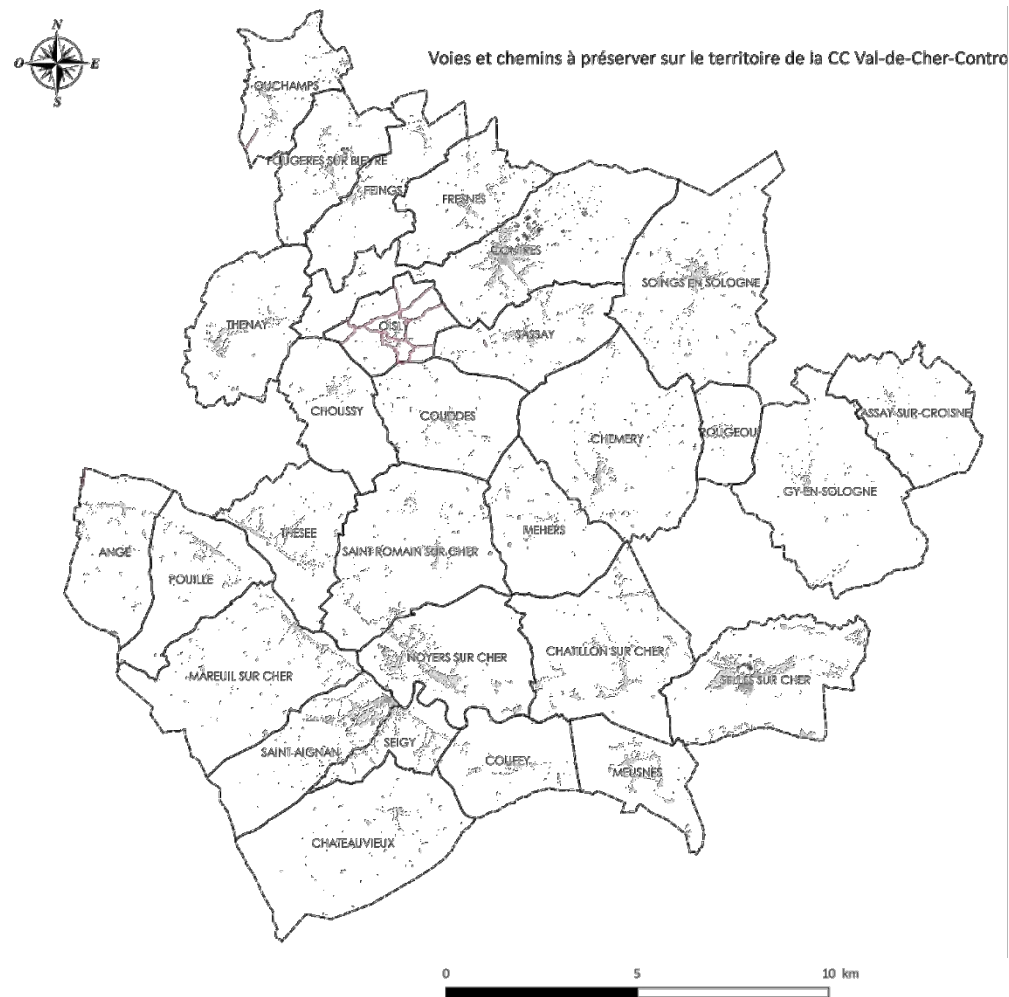 N
O E
S
Voies et chemins à préserver sur le territoire de la CC Val-de-Cher-Contro
OUCHAMPS
FOUGERES SUR BIEVRE
FEINGS
FRESNES
CONTRES
SOINGS EN SOLOGNE
THENAY
OISLY
SASSAY
CHOUSSY
COUDDES
CHEMERY
ROUGEOU
ASSAY-SUR-CROISNE
GY-EN-SOLOGNE
ANGE
POUILLE
THESEE
SAINT ROMAIN SUR CHER
MEHERS
MAREUIL SUR CHER
NOYERS SUR CHER
CHATILLON SUR CHER
SELLES SUR CHER
SAINT-AIGNAN
SEIGY
COUFFY
MEUSNES
CHATEAUVIEUX
0 5 10 km